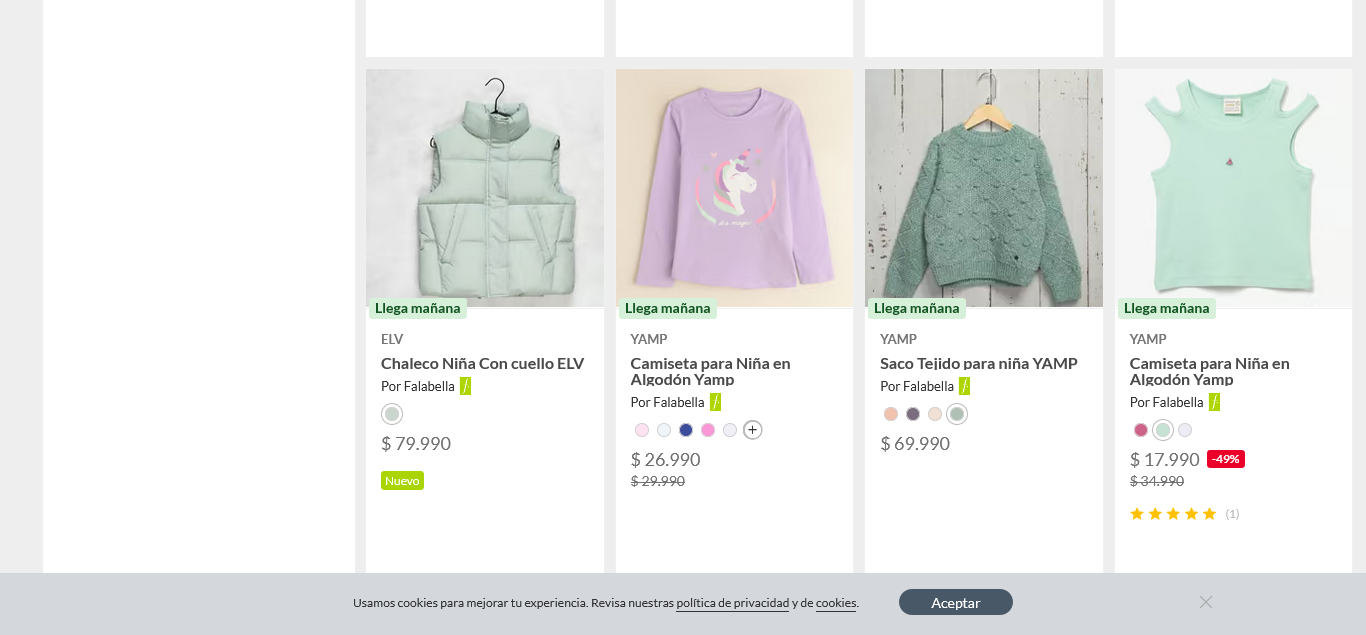 Llega mañana
ELV
Chaleco Niña Con cuello ELV
Por Falabella
$ 79.990
Nuevo
Llega mañana
YAMP
Camiseta para Niña en
Algodón Yamp
Por Falabella
+
$ 26.990
$ 29.990
Llega mañana
YAMP
Saco Tejido para niña YAMP
Por Falabella
$ 69.990
Llega mañana
YAMP
Camiseta para Niña en
Algodón Yamp
Por Falabella
$ 17.990 -49%
$ 34.990
(1)
Usamos cookies para mejorar tu experiencia. Revisa nuestras política de privacidad y de cookies.
Aceptar